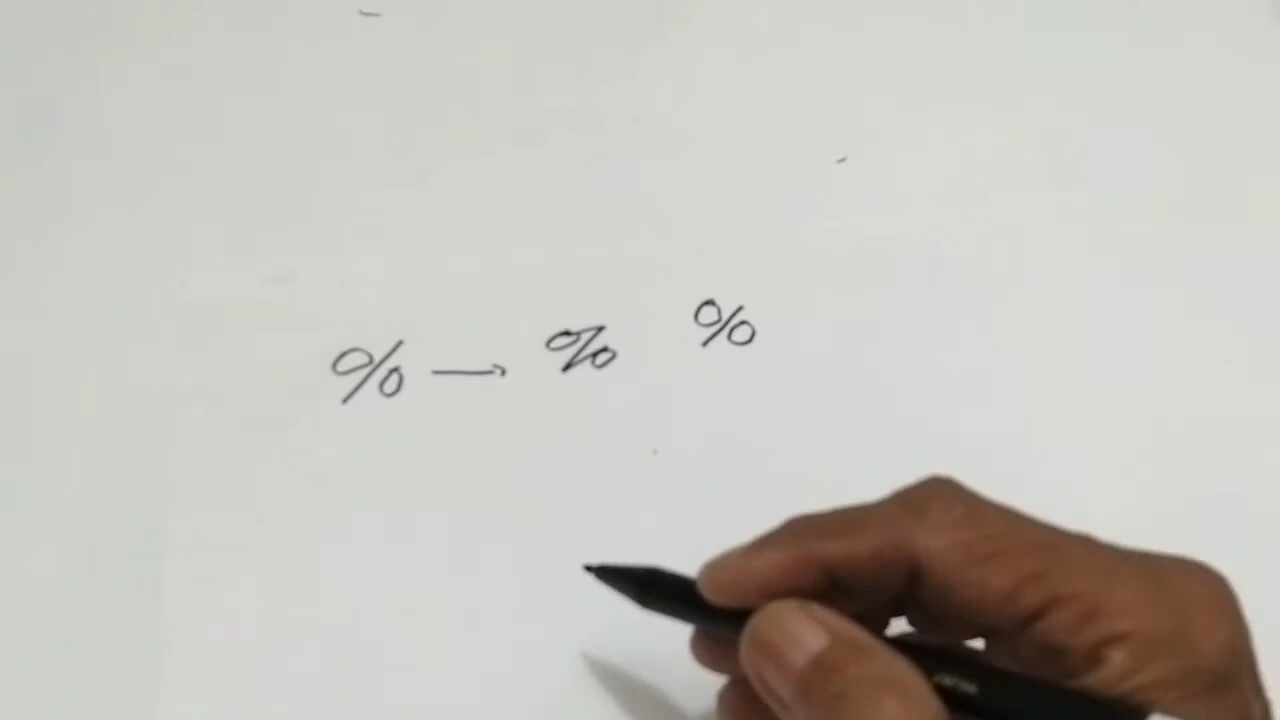 % → % %